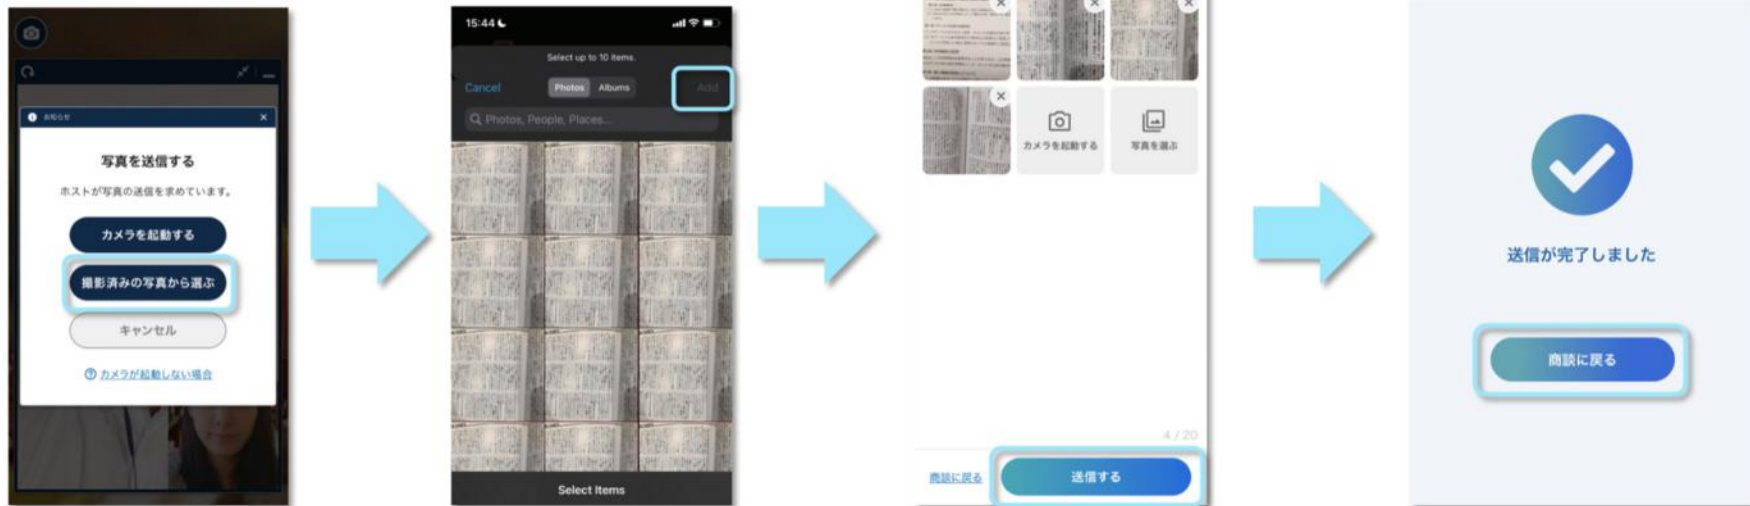 お知らせ
写真を送信する
ホストが写真の送信を求めています。
カメラを起動する
撮影済みの写真から選ぶ
キャンセル
カメラが起動しない場合
15:44
Select up to 10 items.
Cancel
Photos
Albums
Add
Photos, People, Places...
Select Items
カメラを起動する
写真を選ぶ
4 / 20
商談に戻る
送信する
送信が完了しました
商談に戻る